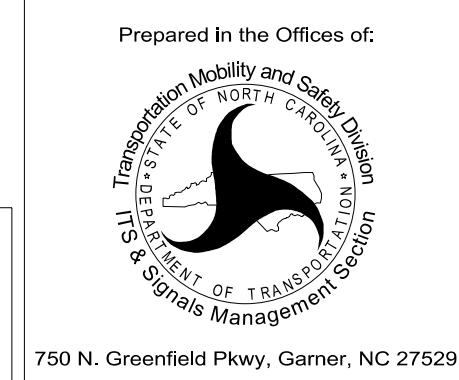 Prepared in the Offices of:
Transportation Mobility and Safety Division
STATE OF NORTH CAROLINA
DEPARTMENT OF TRANSPORTATION
ITS & Signals Management Section
750 N. Greenfield Pkwy, Garner, NC 27529